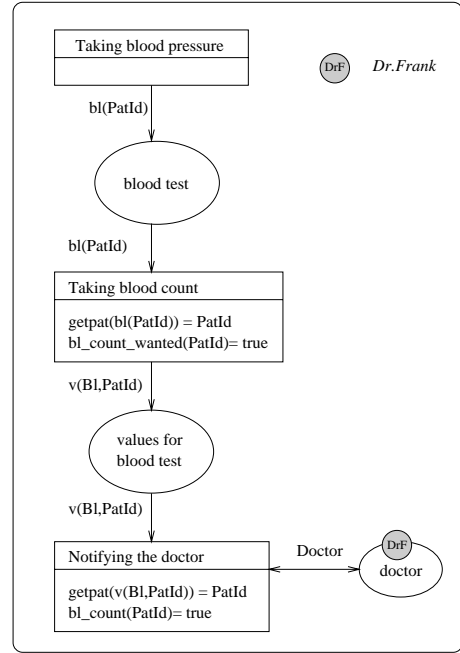 Taking blood pressure
DrF
Dr.Frank
bl(PatId)
blood test
bl(PatId)
Taking blood count
getpat(bl(PatId)) = PatId
bl_count_wanted(PatId)= true
v(Bl,PatId)
values for
blood test
v(Bl,PatId)
Notifying the doctor
getpat(v(Bl,PatId)) = PatId
bl_count(PatId)= true
Doctor
DrF
doctor